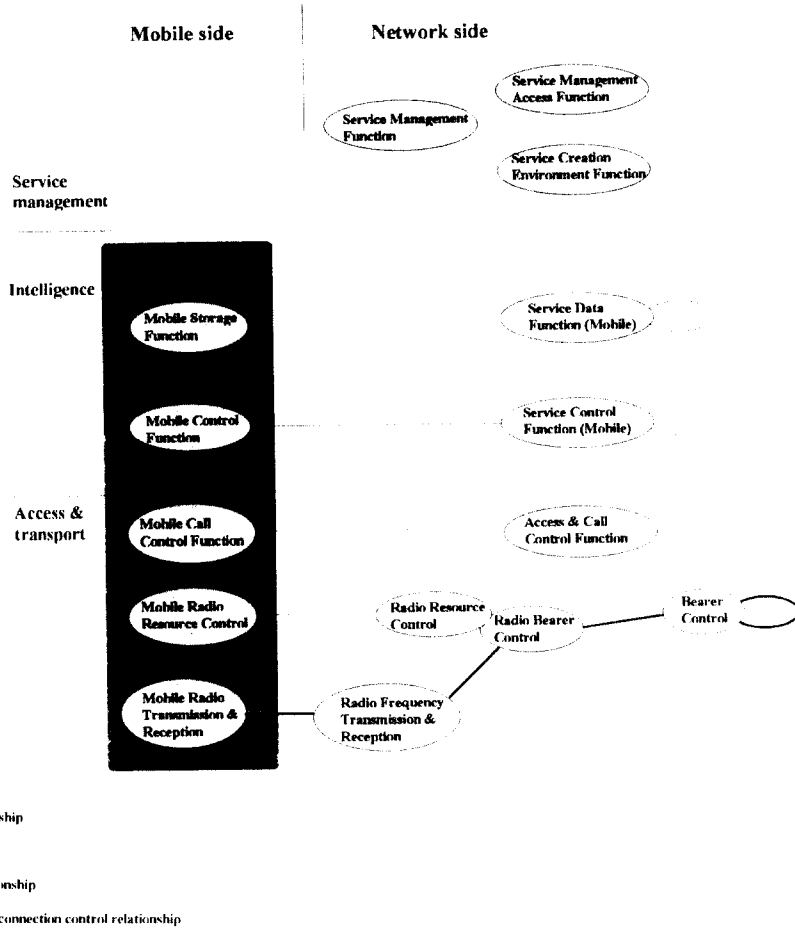 Mobile side
Network side
Service Management
Access Function
Service Management
Function
Service Creation
Environment Function
Service
management
Intelligence
Mobile Storage
Function
Service Data
Function (Mobile)
Mobile Control
Function
Service Control
Function (Mobile)
Access &
transport
Mobile Call
Control Function
Access & Call
Control Function
Mobile Radio
Resource Control
Radio Resource
Control
Radio Bearer
Control
Bearer
Control
Mobile Radio
Transmission &
Reception
Radio Frequency
Transmission &
Reception
ship
onship
connection control relationship